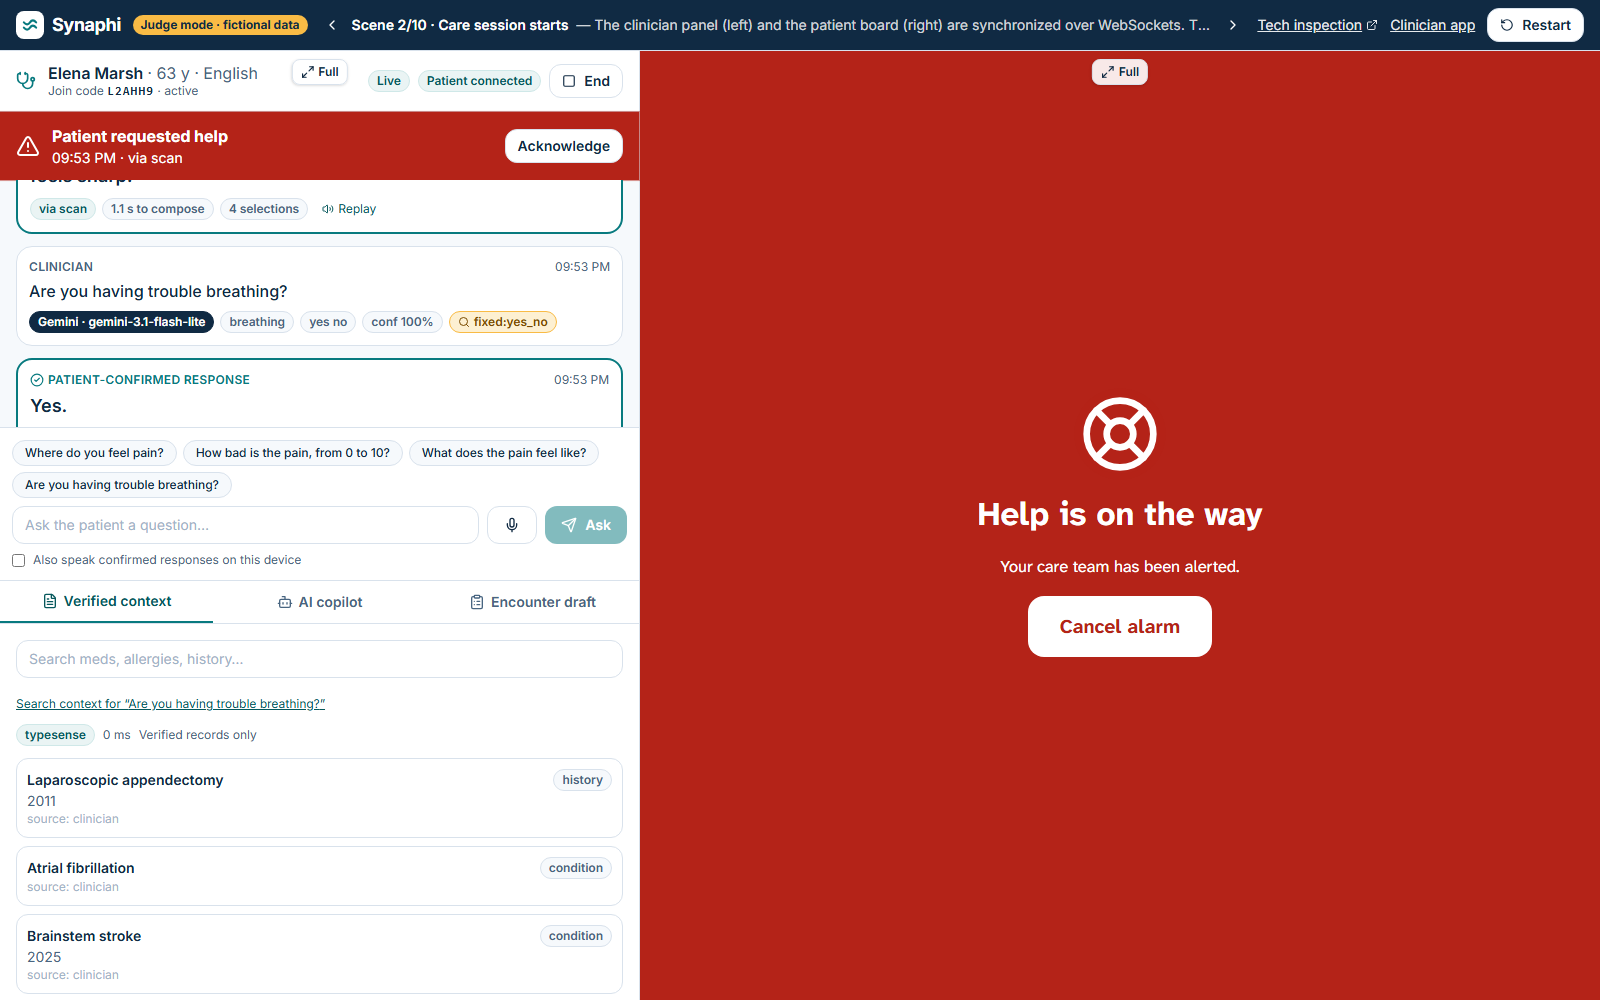 Synaphi
Judge mode · fictional data
Scene 2/10 · Care session starts — The clinician panel (left) and the patient board (right) are synchronized over WebSockets. T...
Tech inspection
Clinician app
Restart
Elena Marsh · 63 y · English
Join code L2AHH9 · active
Full
Live
Patient connected
End
Patient requested help
09:53 PM · via scan
Acknowledge
via scan
1.1 s to compose
4 selections
Replay
CLINICIAN
09:53 PM
Are you having trouble breathing?
Gemini · gemini-3.1-flash-lite
breathing
yes no
conf 100%
fixed:yes_no
PATIENT-CONFIRMED RESPONSE
09:53 PM
Yes.
Where do you feel pain?
How bad is the pain, from 0 to 10?
What does the pain feel like?
Are you having trouble breathing?
Ask the patient a question...
Ask
Also speak confirmed responses on this device
Verified context
AI copilot
Encounter draft
Search meds, allergies, history...
Search context for “Are you having trouble breathing?”
typesense
0 ms
Verified records only
Laparoscopic appendectomy
history
2011
source: clinician
Atrial fibrillation
condition
source: clinician
Brainstem stroke
condition
2025
source: clinician
Full
Help is on the way
Your care team has been alerted.
Cancel alarm